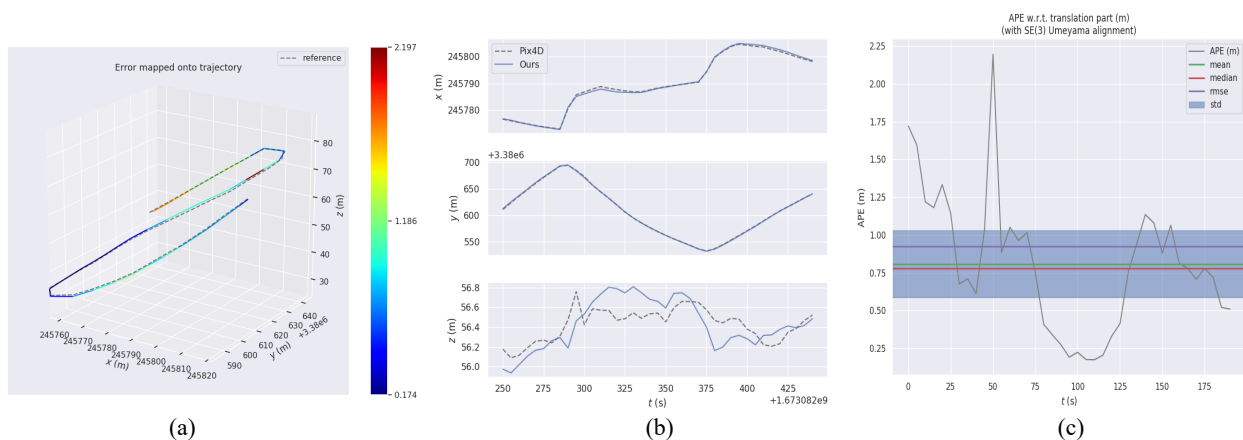 Error mapped onto trajectory
reference
2.197
1.186
0.174
80
70
60
50
40
30
z (m)
245760
245770
245780
245790
245800
245810
245820
x (m)
590
600
610
620
630
640
+3.38e6
y (m)
(a)
Pix4D
Ours
245800
245780
x (m)
+3.38e6
700
650
600
550
y (m)
56.8
56.6
56.4
56.2
56.0
z (m)
250 275 300 325 350 375 400 425
t (s)
+1.673082e9
(b)
APE w.r.t. translation part (m)
(with SE(3) Umeyama alignment)
APE (m)
mean
median
rmse
std
2.25
2.00
1.75
1.50
1.25
1.00
0.75
0.50
0.25
APE (m)
0 25 50 75 100 125 150 175
t (s)
(c)